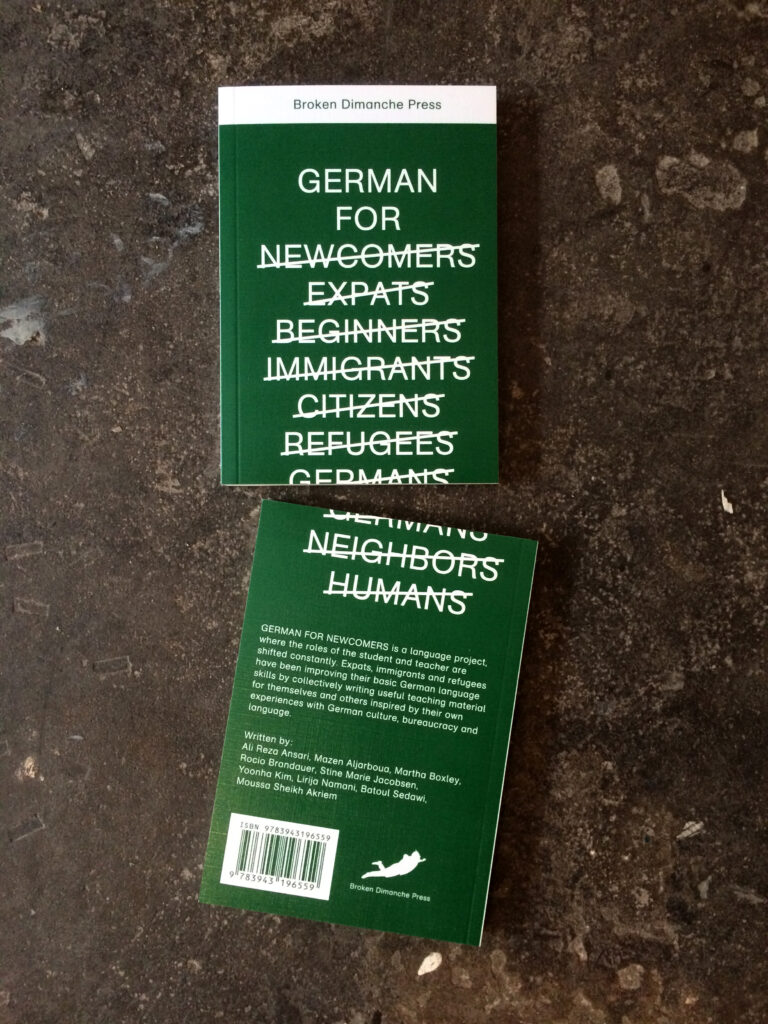 Broken Dimanche Press
GERMAN
FOR
NEWCOMERS
EXPATS
BEGINNERS
IMMIGRANTS
CITIZENS
REFUGEES
GERMANS
GERMANS
NEIGHBORS
HUMANS
GERMAN FOR NEWCOMERS is a language project,
where the roles of the student and teacher are
shifted constantly. Expats, immigrants and refugees
have been improving their basic German language
skills by collectively writing useful teaching material
for themselves and others inspired by their own
experiences with German culture, bureaucracy and
language.
Written by:
Ali Reza Ansari, Mazen Aljarboua, Martha Boxley,
Rocio Brandauer, Stine Marie Jacobsen,
Yoonha Kim, Lirija Namani, Batoul Sedawi,
Moussa Sheikh Akriem
ISBN 9783943196559
9 783943 196559
Broken Dimanche Press